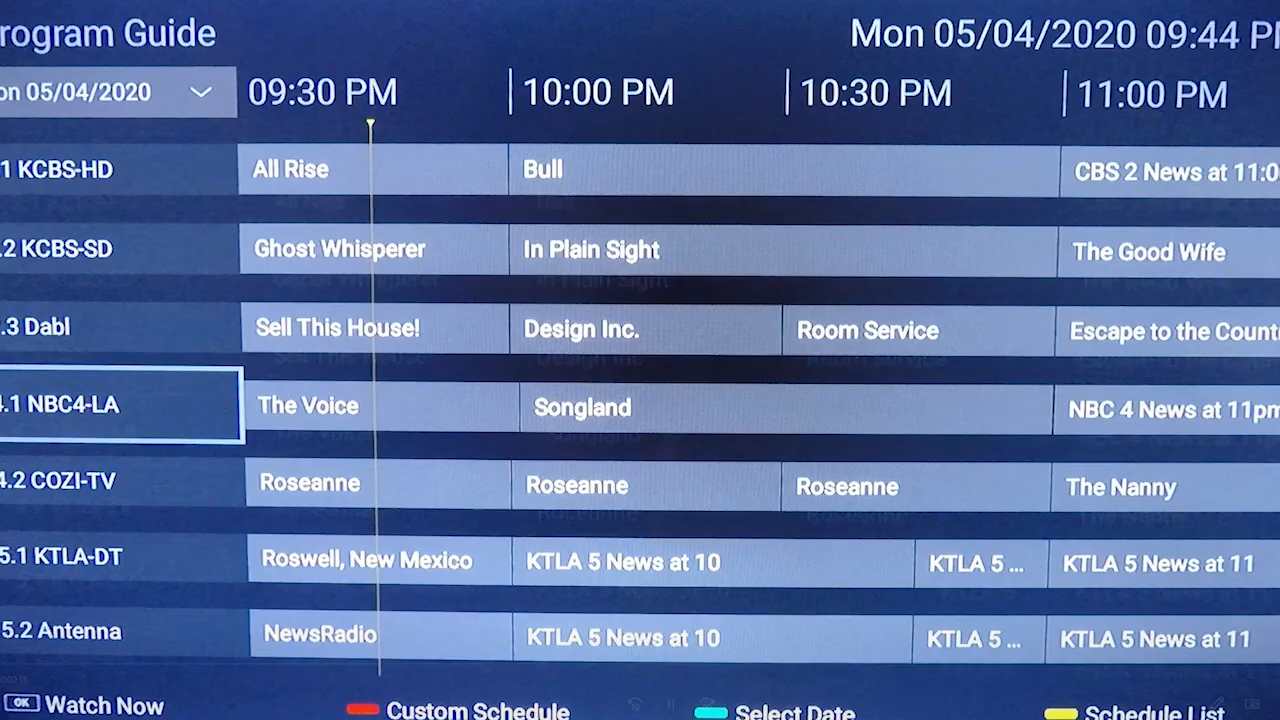 rogram Guide
Mon 05/04/2020 09:44 P
on 05/04/2020 09:30 PM 10:00 PM 10:30 PM 11:00 PM
1 KCBS-HD All Rise Bull CBS 2 News at 11:0
.2 KCBS-SD Ghost Whisperer In Plain Sight The Good Wife
.3 Dabl Sell This House! Design Inc. Room Service Escape to the Count
4.1 NBC4-LA The Voice Songland NBC 4 News at 11pm
4.2 COZI-TV Roseanne Roseanne Roseanne The Nanny
5.1 KTLA-DT Roswell, New Mexico KTLA 5 News at 10 KTLA 5 ... KTLA 5 News at 11
5.2 Antenna NewsRadio KTLA 5 News at 10 KTLA 5 ... KTLA 5 News at 11
OK Watch Now Custom Schedule Select Date Schedule List